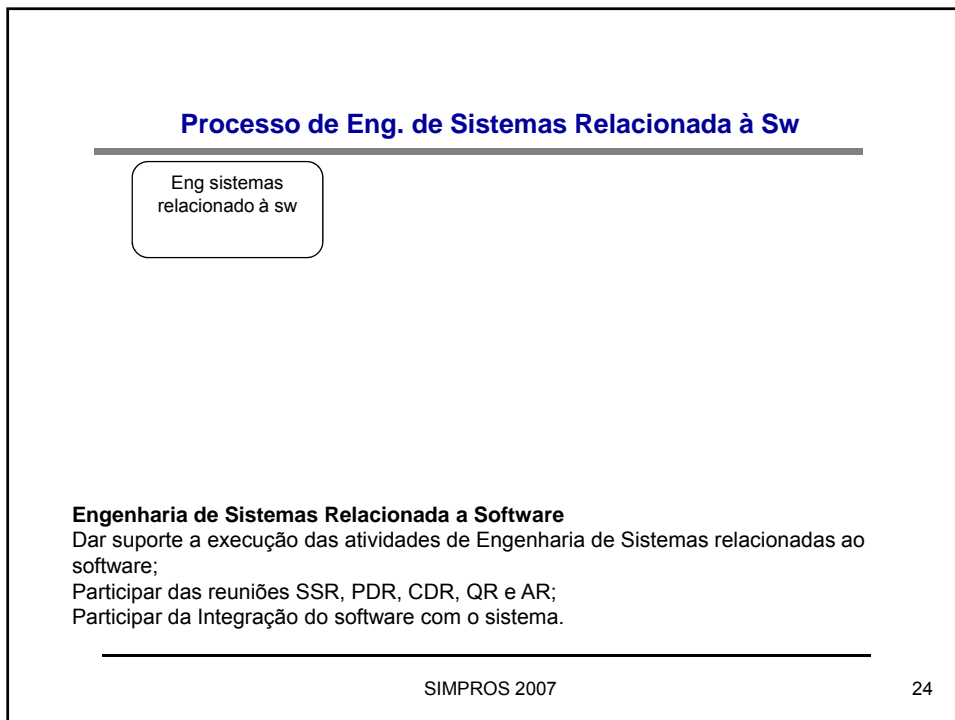 Processo de Eng. de Sistemas Relacionada à Sw
Eng sistemas
relacionado à sw
Engenharia de Sistemas Relacionada a Software
Dar suporte a execução das atividades de Engenharia de Sistemas relacionadas ao
software;
Participar das reuniões SSR, PDR, CDR, QR e AR;
Participar da Integração do software com o sistema.
SIMPROS 2007
24